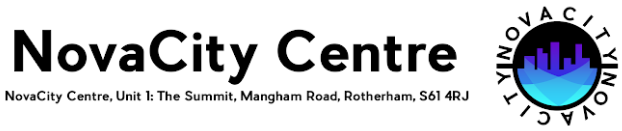 NovaCity Centre
NovaCity Centre, Unit 1: The Summit, Mangham Road, Rotherham, S61 4RJ
NOVACITY
NOVACITY